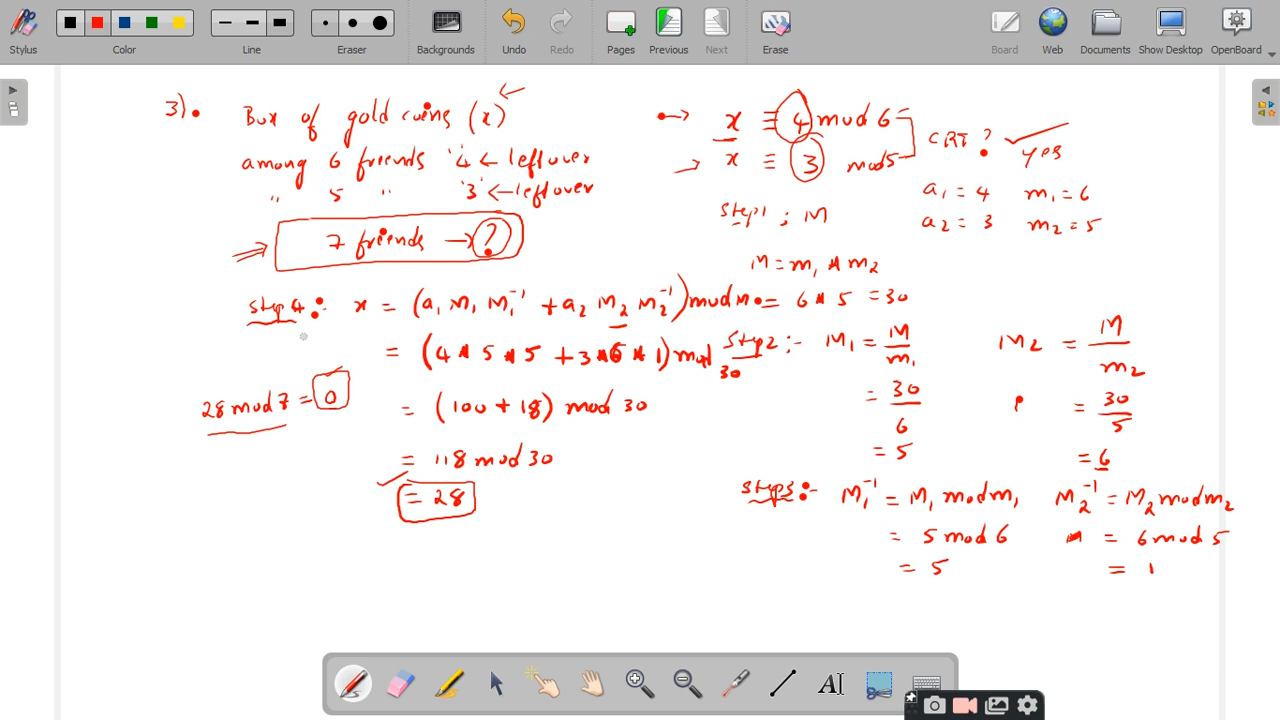 Stylus Color Line Eraser Backgrounds Undo Redo Pages Previous Next Erase Board Web Documents Show Desktop OpenBoard
3). Box of gold coins (x)
among 6 friends '4' ← leftover
" 5 " '3' ← leftover
⇒ 7 friends → ?
→ x ≡ 4 mod 6
→ x ≡ 3 mod 5
CRT? yes
a1 = 4 m1 = 6
a2 = 3 m2 = 5
Step1 : M
M = m1 * m2
= 6 * 5 = 30
Step 4 :- x = (a1 M1 M1^-1 + a2 M2 M2^-1) mod M
= (4 * 5 * 5 + 3 * 6 * 1) mod 30
= (100 + 18) mod 30
= 118 mod 30
= 28
28 mod 7 = 0
Step2 :- M1 = M/m1
= 30/6
= 5
M2 = M/m2
= 30/5
= 6
Step3 :- M1^-1 = M1 mod m1
= 5 mod 6
= 5
M2^-1 = M2 mod m2
= 6 mod 5
= 1